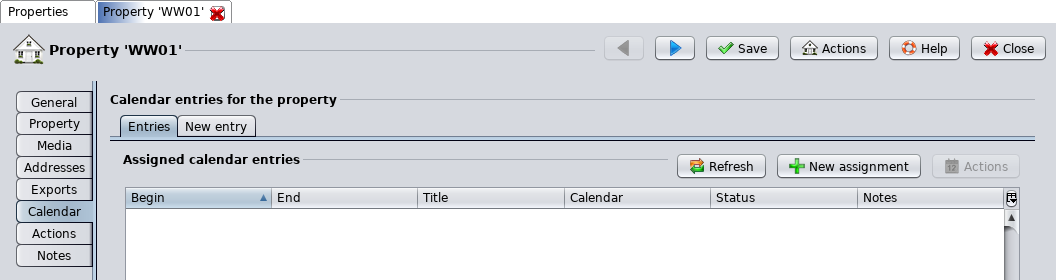 Properties Property 'WW01'
Property 'WW01' Save Actions Help Close
General
Property
Media
Addresses
Exports
Calendar
Actions
Notes
Calendar entries for the property
Entries New entry
Assigned calendar entries Refresh New assignment Actions
Begin End Title Calendar Status Notes